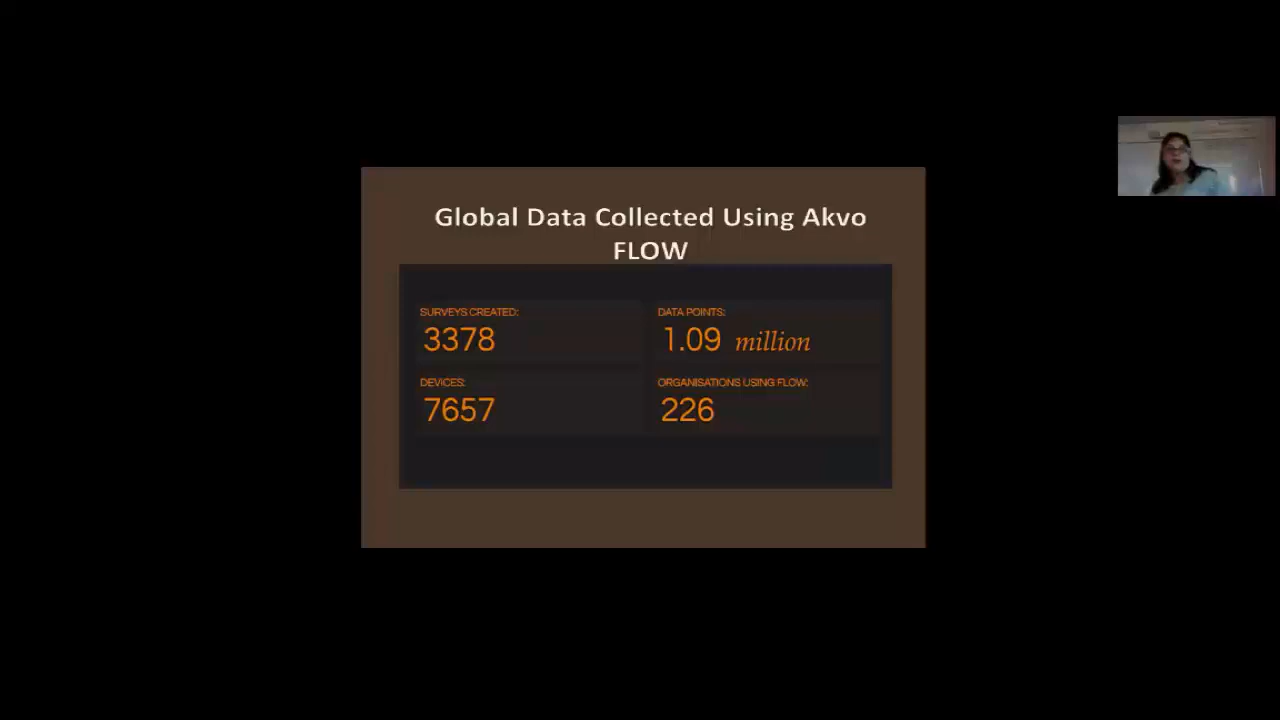 Global Data Collected Using Akvo
FLOW
SURVEYS CREATED:
3378
DATA POINTS:
1.09 million
DEVICES:
7657
ORGANISATIONS USING FLOW:
226